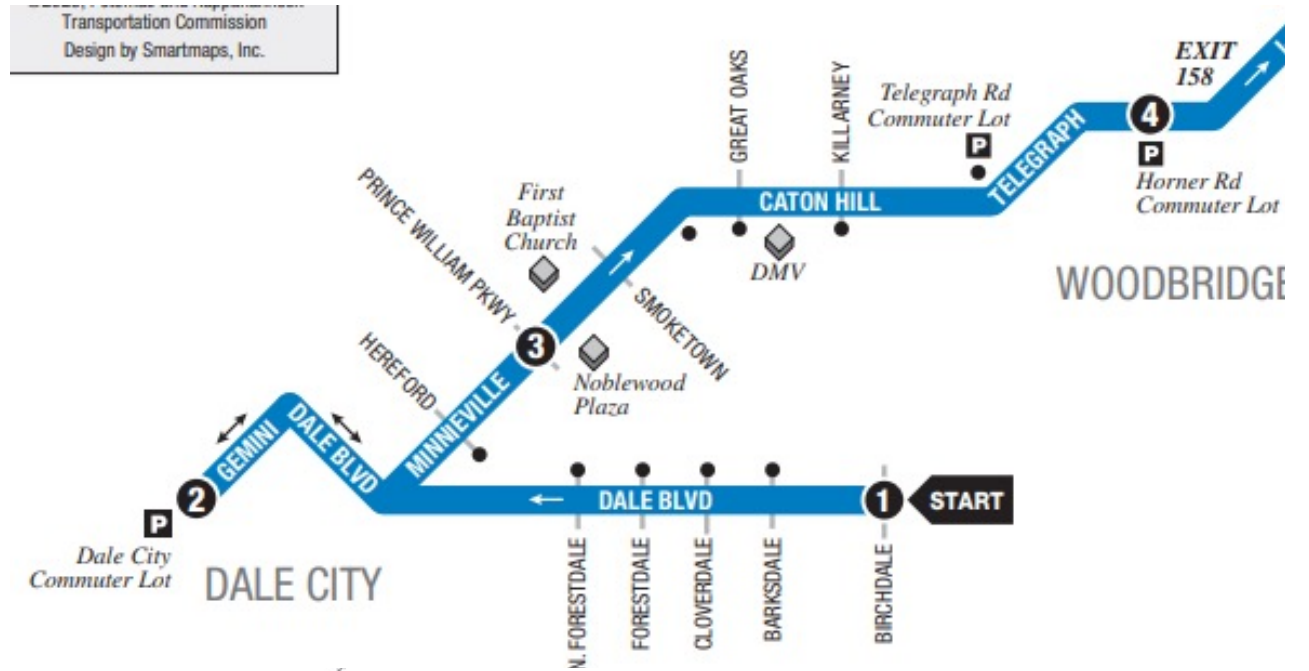 Transportation Commission
Design by Smartmaps, Inc.
EXIT
158
GREAT OAKS
KILLARNEY
Telegraph Rd
Commuter Lot
P
TELEGRAPH
4
P
Horner Rd
Commuter Lot
PRINCE WILLIAM PKWY
First
Baptist
Church
CATON HILL
DMV
WOODBRIDGE
SMOKETOWN
3
HEREFORD
Noblewood
Plaza
MINNIEVILLE
GEMINI
DALE BLVD
2
P
Dale City
Commuter Lot
DALE CITY
DALE BLVD
1
START
N. FORESTDALE
FORESTDALE
CLOVERDALE
BARKSDALE
BIRCHDALE